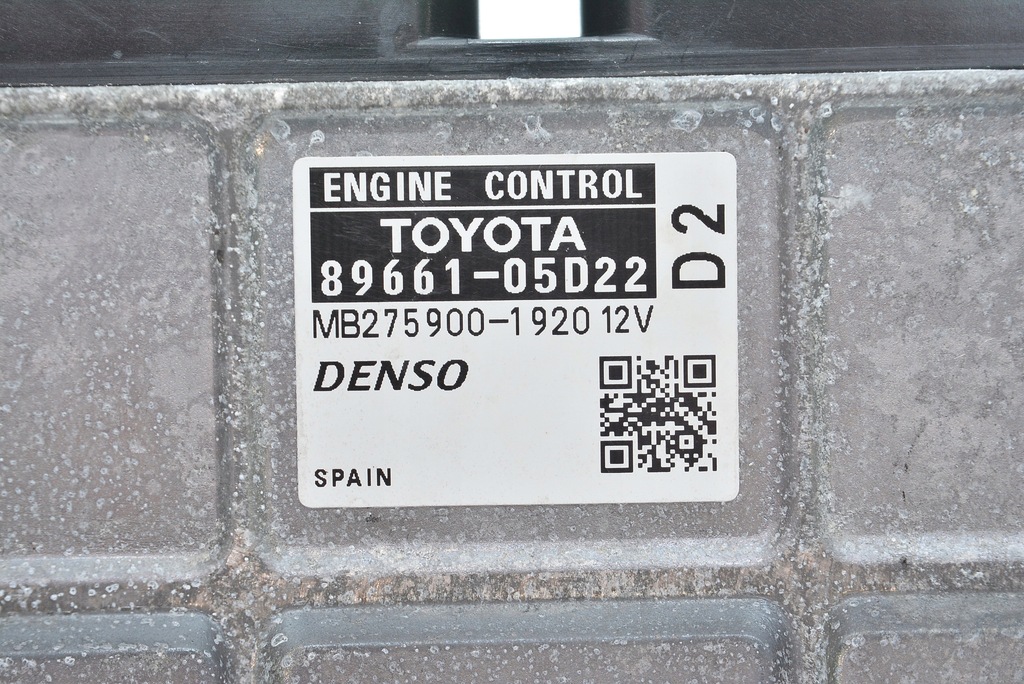 ENGINE CONTROL
TOYOTA
89661-05D22
D2
MB275900-1920 12V
DENSO
SPAIN